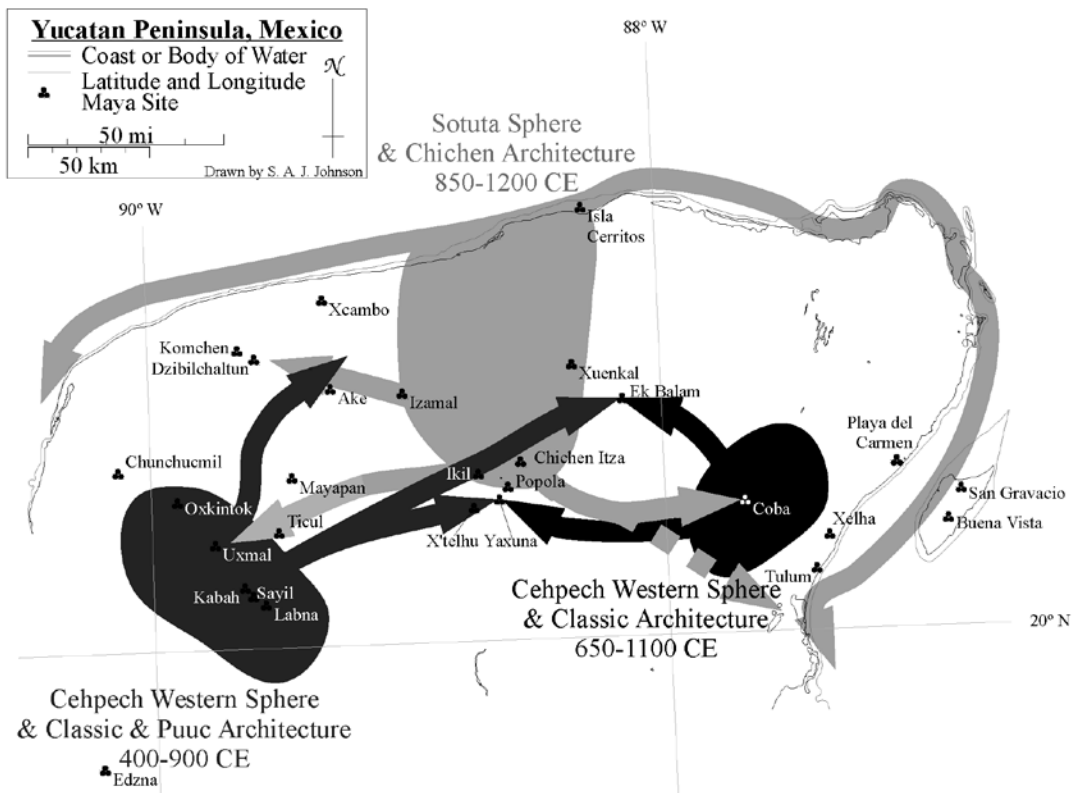 Yucatan Peninsula, Mexico
Coast or Body of Water
Latitude and Longitude
Maya Site
N
50 mi
50 km
Drawn by S. A. J. Johnson
88º W
90º W
Sotuta Sphere
& Chichen Architecture
850-1200 CE
Isla
Cerritos
Xcambo
Komchen
Dzibilchaltun
Ake
Izamal
Xuenkal
Ek Balam
Playa del
Carmen
Chunchucmil
Mayapan
Ikil
Chichen Itza
Popola
Oxkintok
Ticul
Uxmal
X'telhu Yaxuna
Coba
Xelha
San Gravacio
Buena Vista
Tulum
Kabah
Sayil
Labna
Cehpech Western Sphere
& Classic Architecture
650-1100 CE
20º N
Cehpech Western Sphere
& Classic & Puuc Architecture
400-900 CE
Edzna